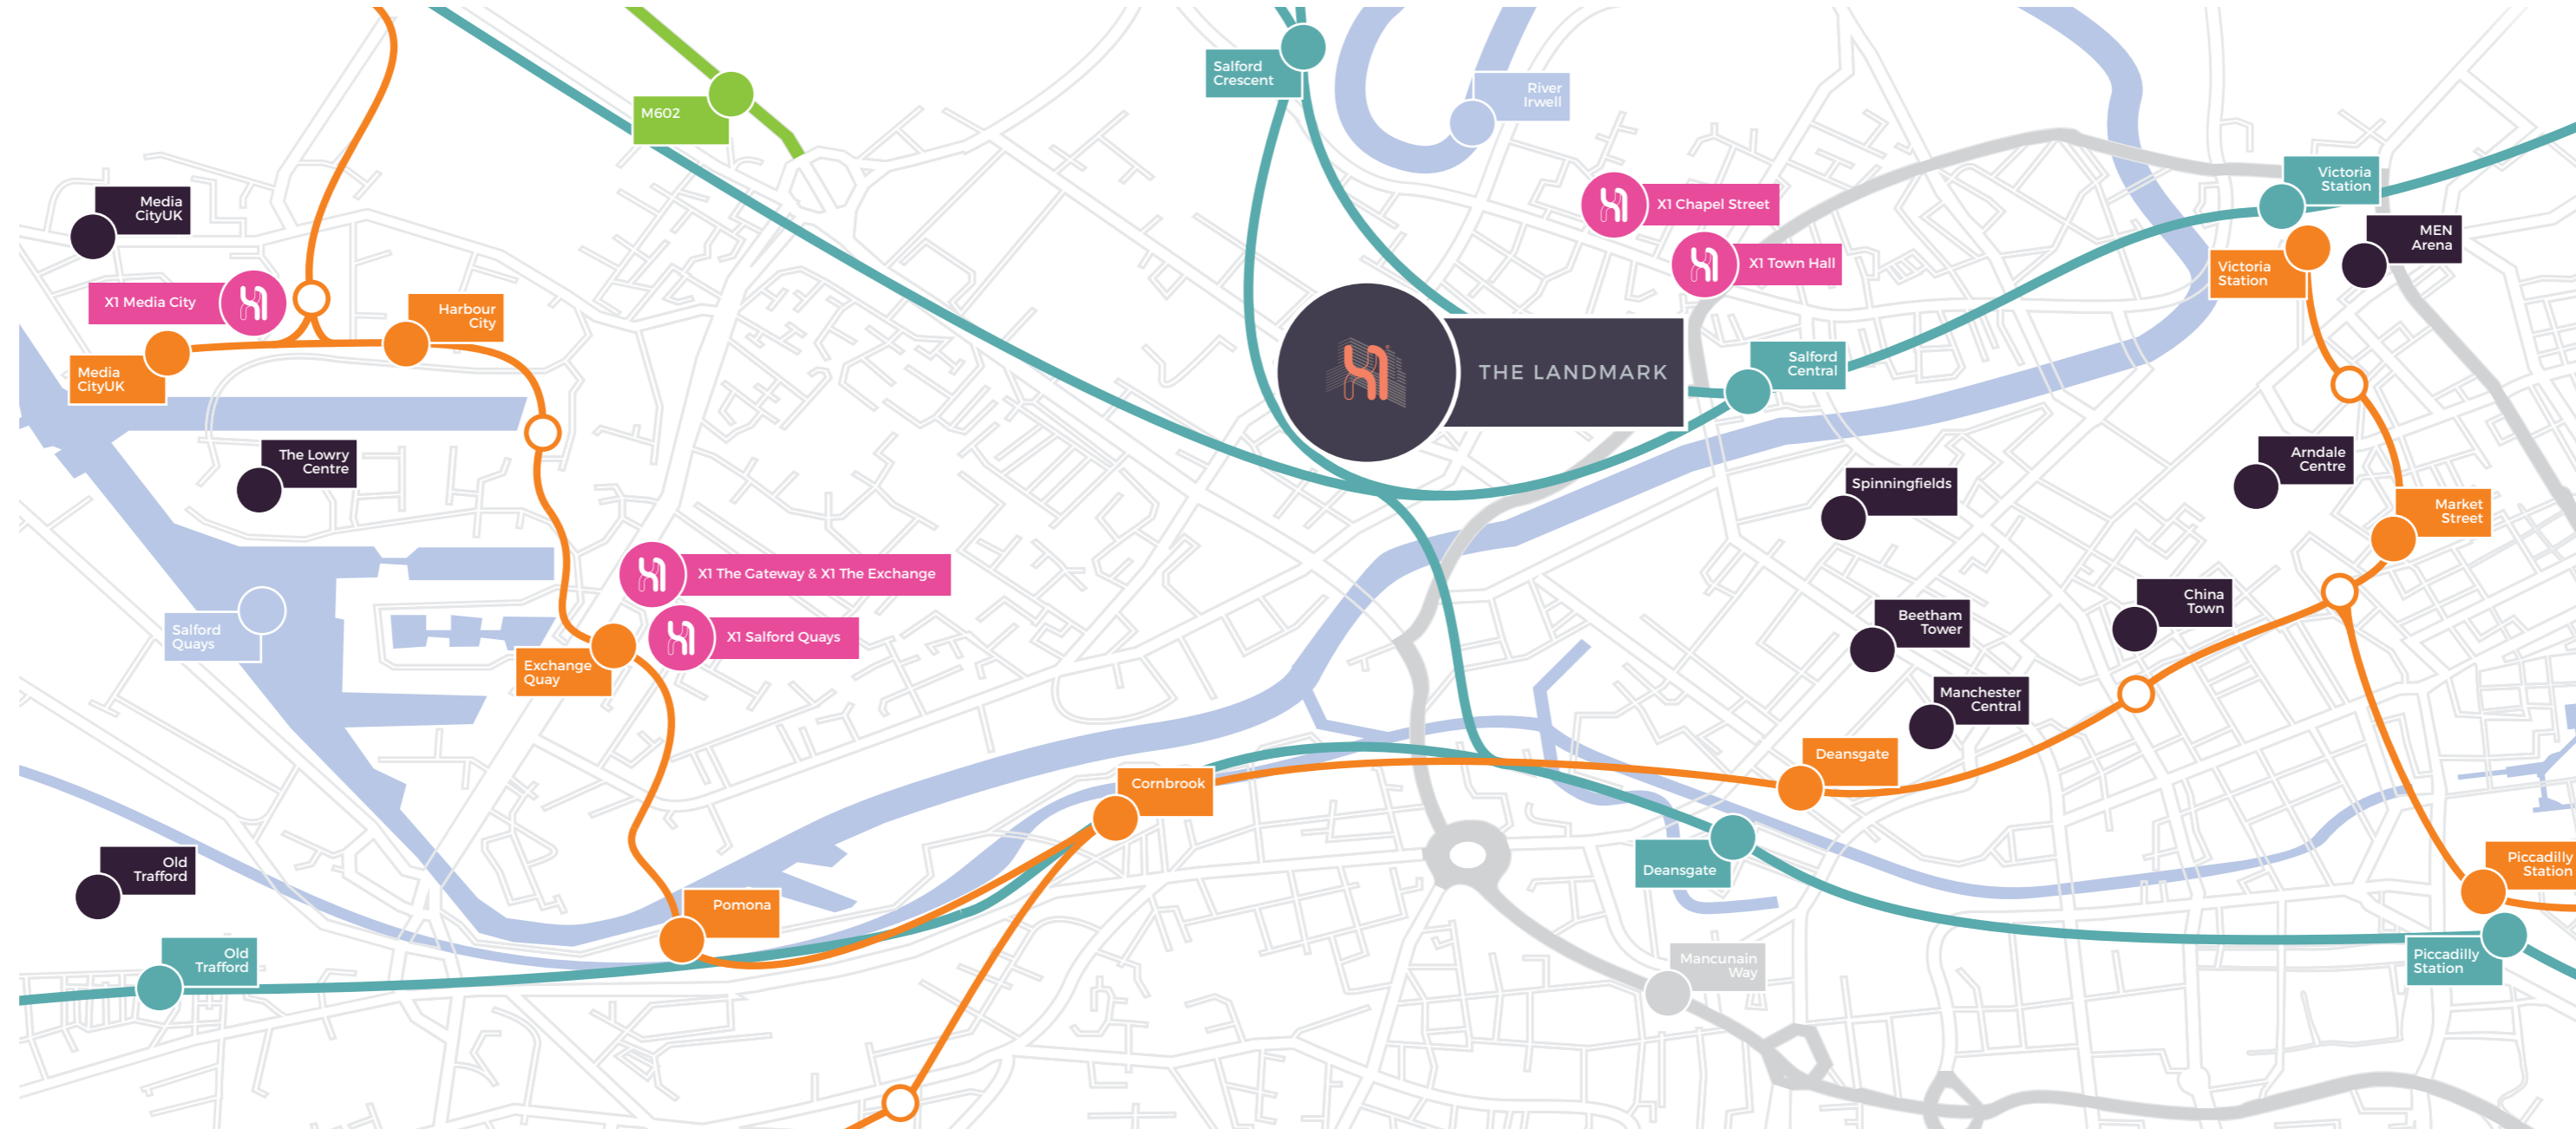 Salford
Crescent
River
Irwell
M602
Victoria
Station
X1 Chapel Street
Media
CityUK
MEN
Arena
X1 Town Hall
Victoria
Station
X1 Media City
Harbour
City
Media
CityUK
X1
THE LANDMARK
Salford
Central
The Lowry
Centre
Arndale
Centre
Spinningfields
Market
Street
X1 The Gateway & X1 The Exchange
China
Town
Beetham
Tower
Salford
Quays
X1 Salford Quays
Exchange
Quay
Manchester
Central
Deansgate
Cornbrook
Old
Trafford
Deansgate
Piccadilly
Station
Pomona
Old
Trafford
Mancunain
Way
Piccadilly
Station